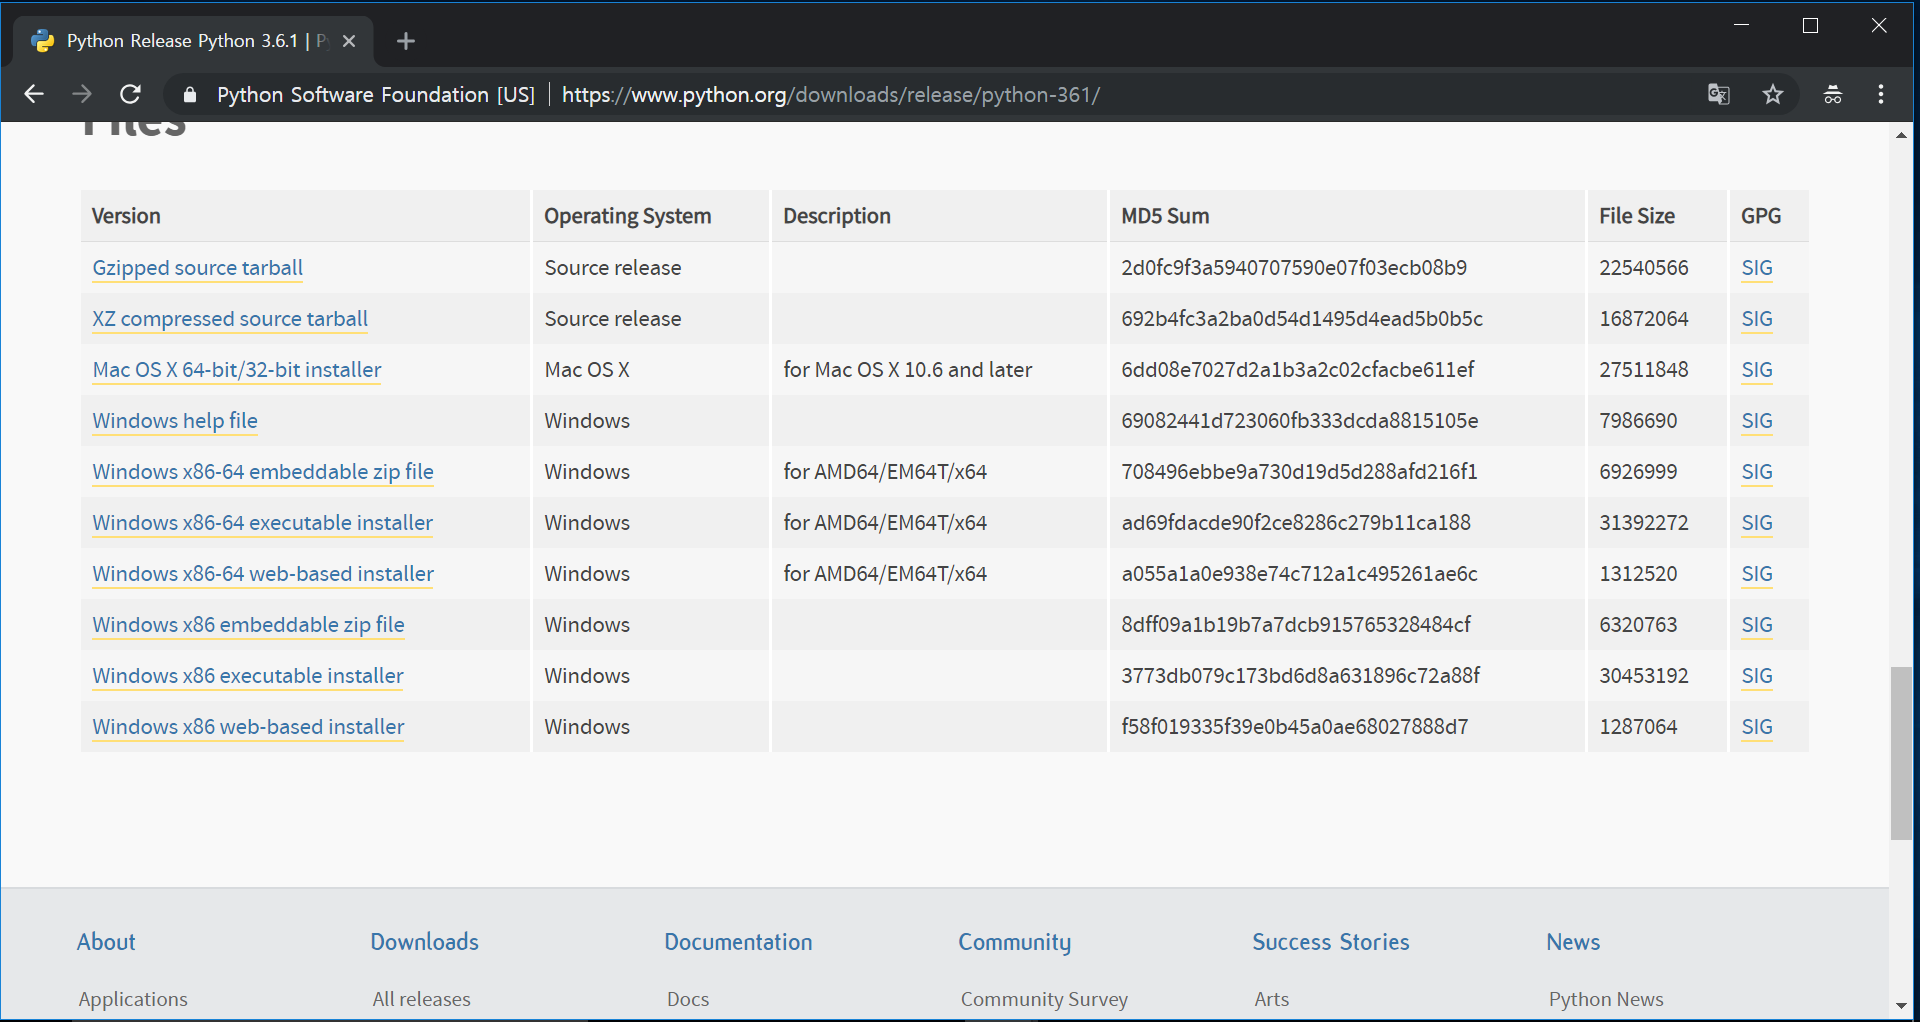 Python Release Python 3.6.1 | P
Python Software Foundation [US] | https://www.python.org/downloads/release/python-361/
Files
Version Operating System Description MD5 Sum File Size GPG
Gzipped source tarball Source release 2d0fc9f3a5940707590e07f03ecb08b9 22540566 SIG
XZ compressed source tarball Source release 692b4fc3a2ba0d54d1495d4ead5b0b5c 16872064 SIG
Mac OS X 64-bit/32-bit installer Mac OS X for Mac OS X 10.6 and later 6dd08e7027d2a1b3a2c02cfacbe611ef 27511848 SIG
Windows help file Windows 69082441d723060fb333dcda8815105e 7986690 SIG
Windows x86-64 embeddable zip file Windows for AMD64/EM64T/x64 708496ebbe9a730d19d5d288afd216f1 6926999 SIG
Windows x86-64 executable installer Windows for AMD64/EM64T/x64 ad69fdacde90f2ce8286c279b11ca188 31392272 SIG
Windows x86-64 web-based installer Windows for AMD64/EM64T/x64 a055a1a0e938e74c712a1c495261ae6c 1312520 SIG
Windows x86 embeddable zip file Windows 8dff09a1b19b7a7dcb915765328484cf 6320763 SIG
Windows x86 executable installer Windows 3773db079c173bd6d8a631896c72a88f 30453192 SIG
Windows x86 web-based installer Windows f58f019335f39e0b45a0ae68027888d7 1287064 SIG
About Downloads Documentation Community Success Stories News
Applications All releases Docs Community Survey Arts Python News